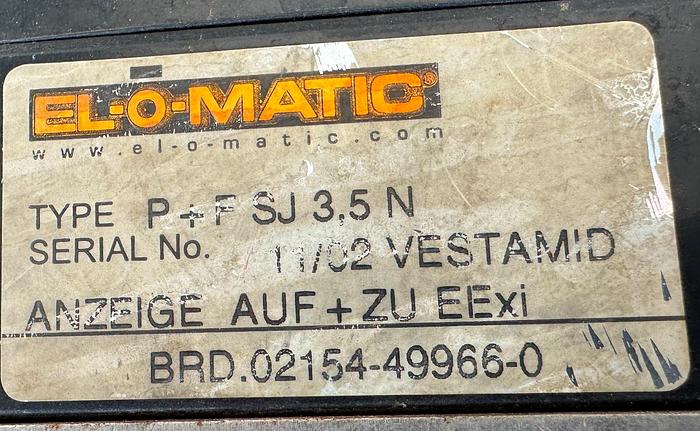 EL-O-MATIC®
www.el-o-matic.com
TYPE P+F SJ 3,5 N
SERIAL No. 11/02 VESTAMID
ANZEIGE AUF+ZU EExi
BRD.02154-49966-0